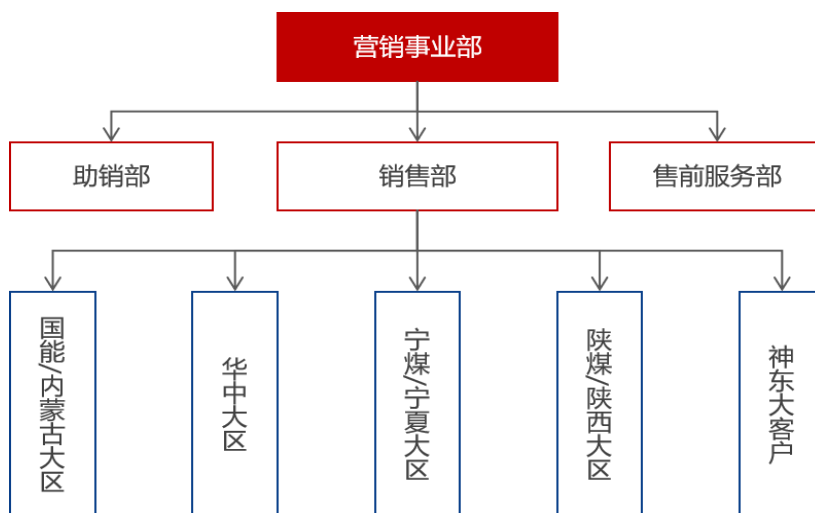 营销事业部
助销部
销售部
售前服务部
国能/内蒙古大区
华中大区
宁煤/宁夏大区
陕煤/陕西大区
神东大客户